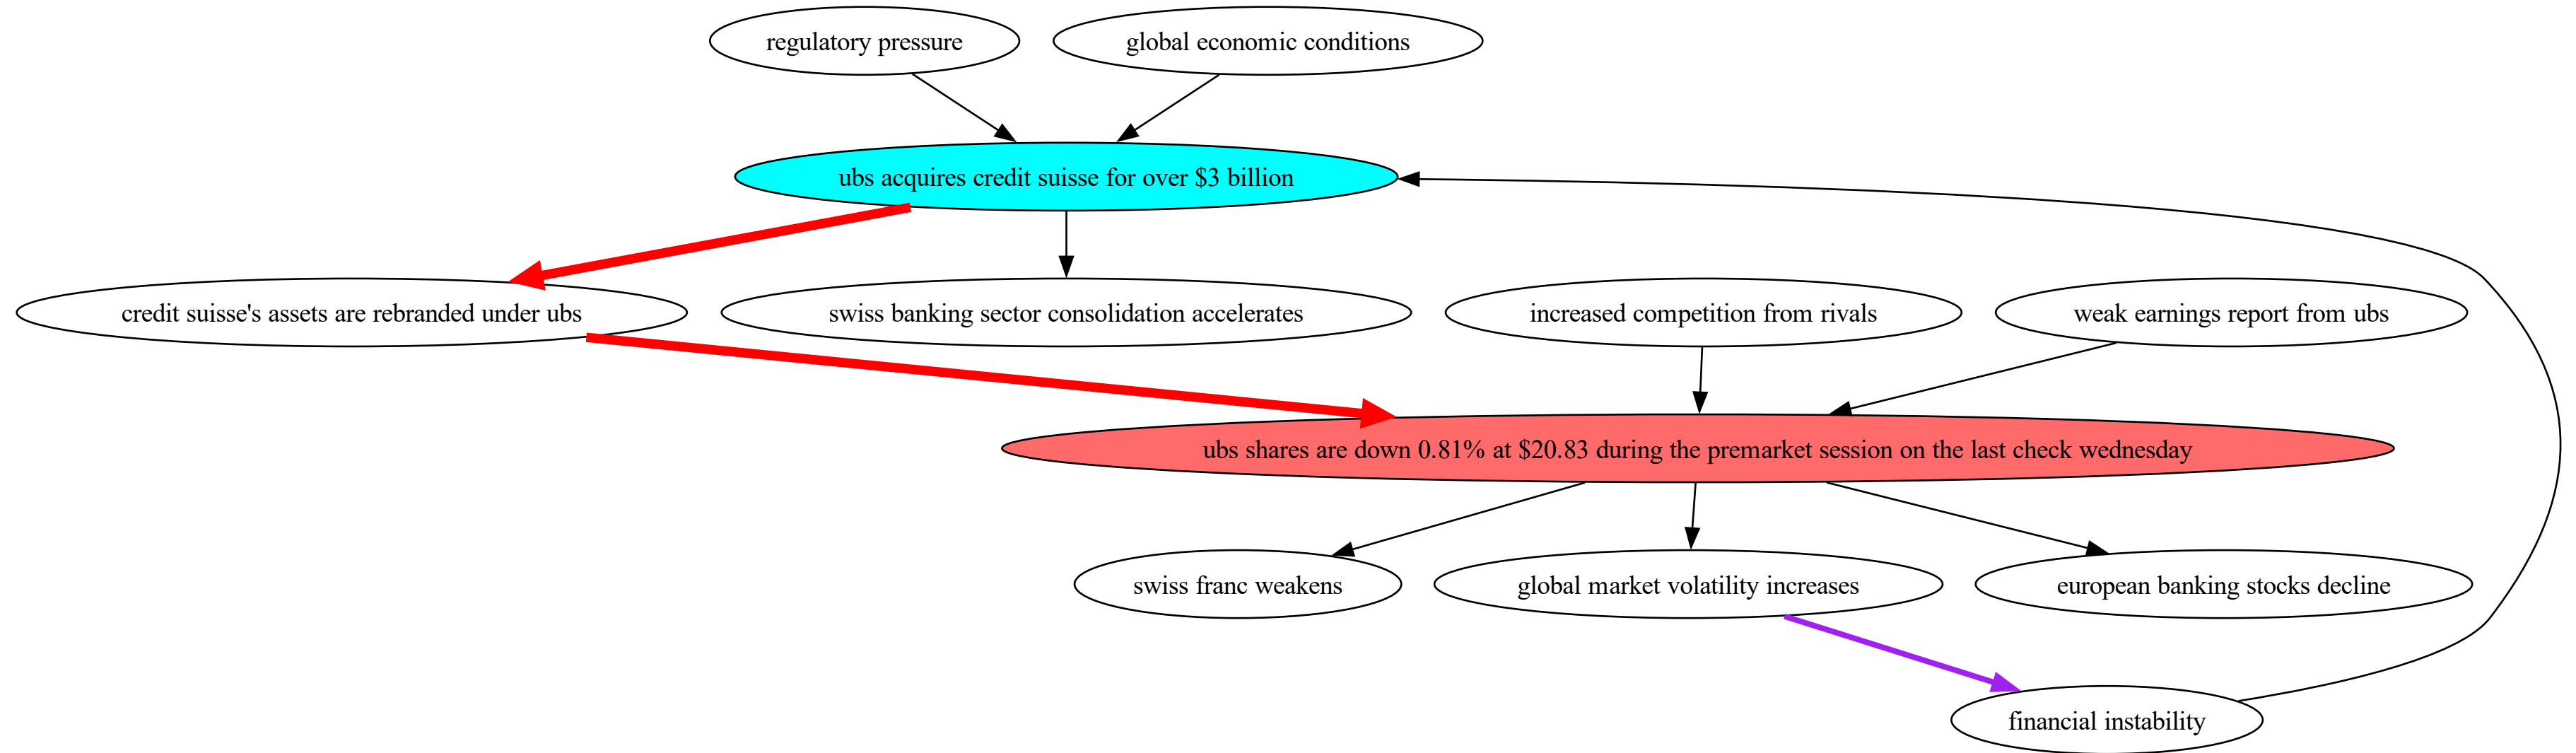 regulatory pressure
global economic conditions
ubs acquires credit suisse for over $3 billion
credit suisse's assets are rebranded under ubs
swiss banking sector consolidation accelerates
increased competition from rivals
weak earnings report from ubs
ubs shares are down 0.81% at $20.83 during the premarket session on the last check wednesday
swiss franc weakens
global market volatility increases
european banking stocks decline
financial instability